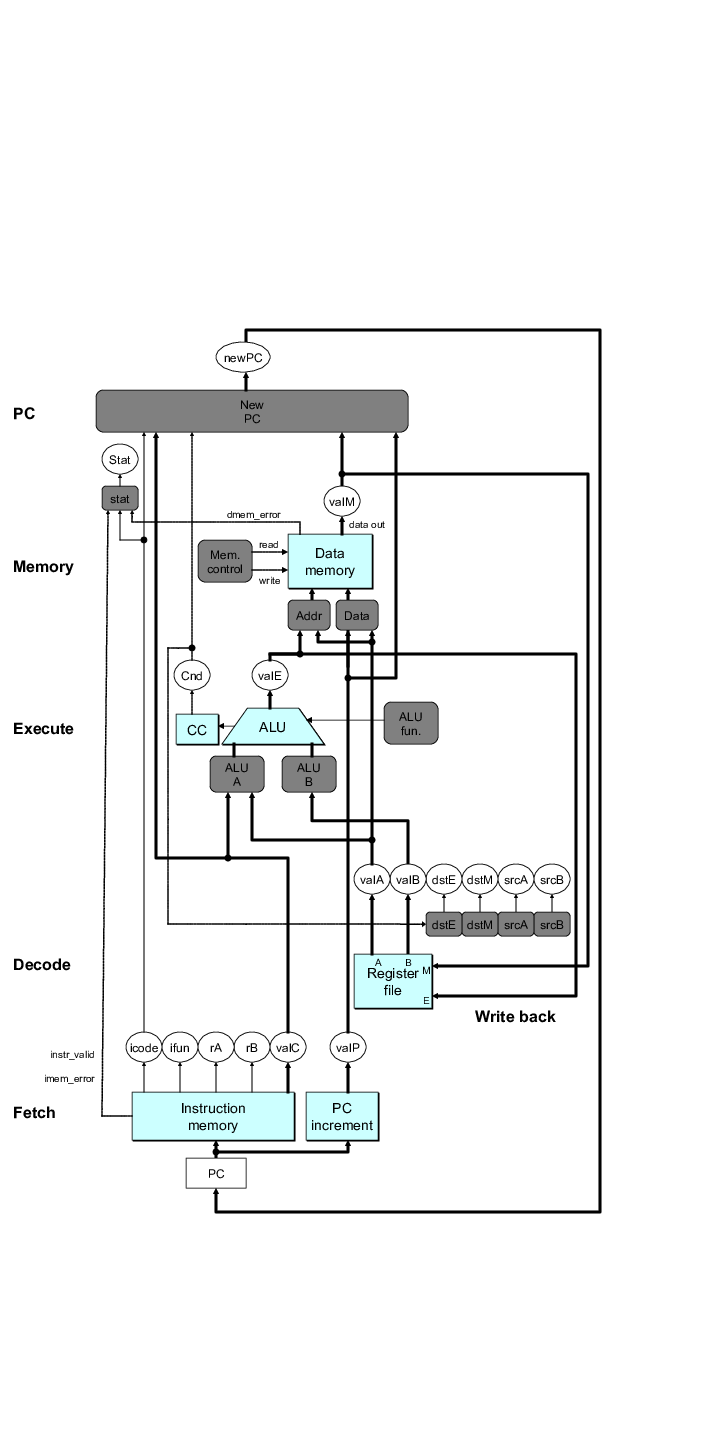 newPC
PC
New
PC
Stat
stat
valM
dmem_error
data out
Memory
Mem.
control
read
write
Data
memory
Addr
Data
Cnd
valE
Execute
CC
ALU
ALU
fun.
ALU
A
ALU
B
valA
valB
dstE
dstM
srcA
srcB
dstE
dstM
srcA
srcB
Decode
A
B
M
Register
file
E
Write back
instr_valid
imem_error
icode
ifun
rA
rB
valC
valP
Fetch
Instruction
memory
PC
increment
PC